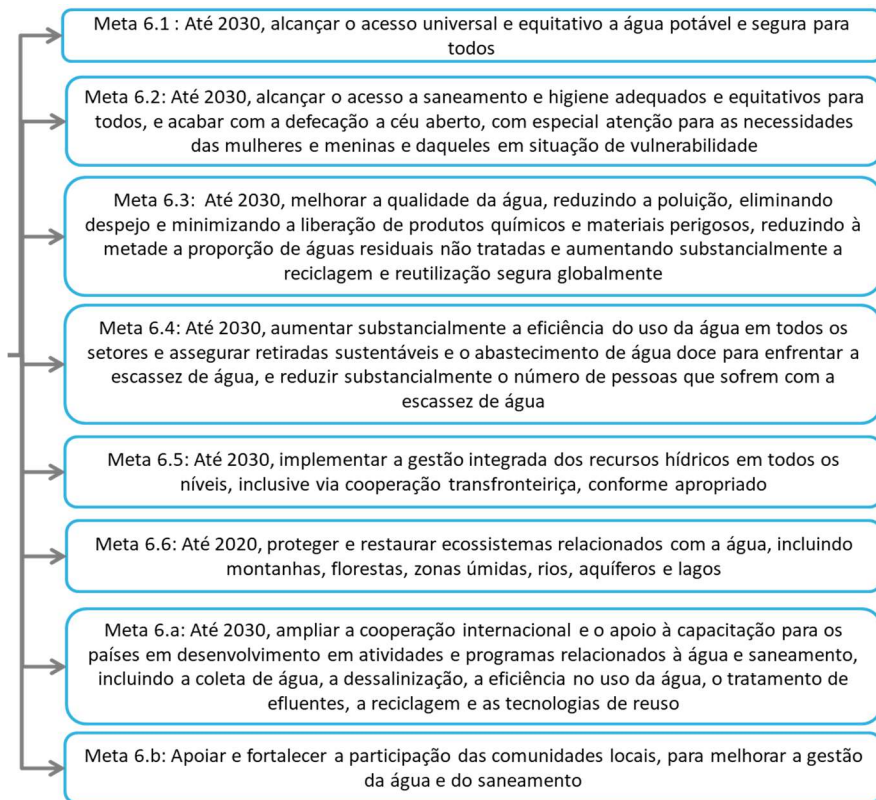 Meta 6.1 : Até 2030, alcançar o acesso universal e equitativo a água potável e segura para
todos
Meta 6.2: Até 2030, alcançar o acesso a saneamento e higiene adequados e equitativos para
todos, e acabar com a defecação a céu aberto, com especial atenção para as necessidades
das mulheres e meninas e daqueles em situação de vulnerabilidade
Meta 6.3: Até 2030, melhorar a qualidade da água, reduzindo a poluição, eliminando
despejo e minimizando a liberação de produtos químicos e materiais perigosos, reduzindo à
metade a proporção de águas residuais não tratadas e aumentando substancialmente a
reciclagem e reutilização segura globalmente
Meta 6.4: Até 2030, aumentar substancialmente a eficiência do uso da água em todos os
setores e assegurar retiradas sustentáveis e o abastecimento de água doce para enfrentar a
escassez de água, e reduzir substancialmente o número de pessoas que sofrem com a
escassez de água
Meta 6.5: Até 2030, implementar a gestão integrada dos recursos hídricos em todos os
níveis, inclusive via cooperação transfronteiriça, conforme apropriado
Meta 6.6: Até 2020, proteger e restaurar ecossistemas relacionados com a água, incluindo
montanhas, florestas, zonas úmidas, rios, aquíferos e lagos
Meta 6.a: Até 2030, ampliar a cooperação internacional e o apoio à capacitação para os
países em desenvolvimento em atividades e programas relacionados à água e saneamento,
incluindo a coleta de água, a dessalinização, a eficiência no uso da água, o tratamento de
efluentes, a reciclagem e as tecnologias de reuso
Meta 6.b: Apoiar e fortalecer a participação das comunidades locais, para melhorar a gestão
da água e do saneamento